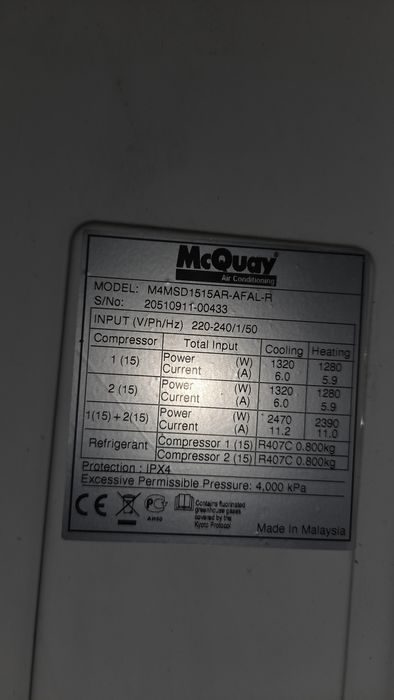 McQuay
Air Conditioning
MODEL: M4MSD1515AR-AFAL-R
S/No: 20510911-00433
INPUT (V/Ph/Hz) 220-240/1/50
Compressor Total Input Cooling Heating
1 (15) Power (W) 1320 1280
Current (A) 6.0 5.9
2 (15) Power (W) 1320 1280
Current (A) 6.0 5.9
1(15)+2(15) Power (W) 2470 2390
Current (A) 11.2 11.0
Refrigerant Compressor 1 (15) R407C 0.800kg
Compressor 2 (15) R407C 0.800kg
Protection : IPX4
Excessive Permissible Pressure: 4,000 kPa
CE
Contains fluorinated
greenhouse gases
covered by the
Kyoto Protocol
Made In Malaysia